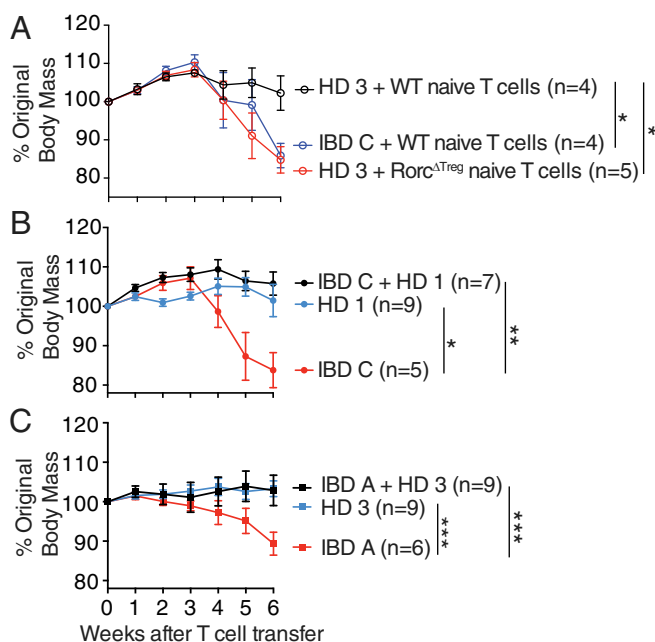 A
120
110
100
90
80
% Original
Body Mass
HD 3 + WT naive T cells (n=4)
IBD C + WT naive T cells (n=4)
HD 3 + Rorc^ΔTreg naive T cells (n=5)
*
*
B
120
110
100
90
80
% Original
Body Mass
IBD C + HD 1 (n=7)
HD 1 (n=9)
IBD C (n=5)
*
**
C
120
110
100
90
80
% Original
Body Mass
IBD A + HD 3 (n=9)
HD 3 (n=9)
IBD A (n=6)
***
***
0 1 2 3 4 5 6
Weeks after T cell transfer